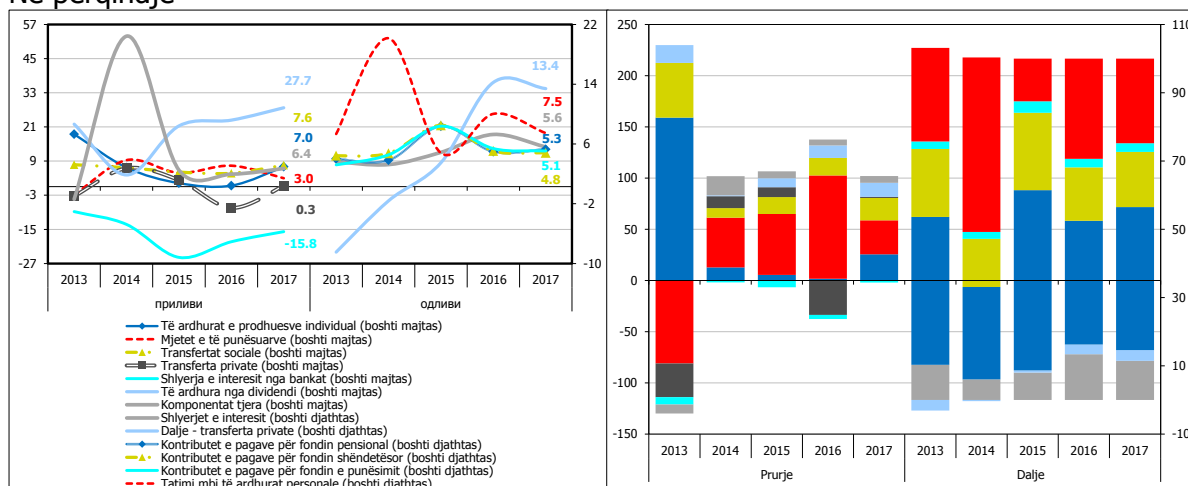 Në përqindje
57
45
33
21
9
-3
-15
-27
22
14
6
-2
-10
27.7
7.6
7.0
6.4
3.0
0.3
-15.8
13.4
7.5
5.6
5.3
5.1
4.8
2013 2014 2015 2016 2017 2013 2014 2015 2016 2017
приливи одливи
Të ardhurat e prodhuesve individual (boshti majtas)
Mjetet e të punësuarve (boshti majtas)
Transfertat sociale (boshti majtas)
Transferta private (boshti majtas)
Shlyerja e interesit nga bankat (boshti majtas)
Të ardhura nga dividendi (boshti majtas)
Komponentat tjera (boshti majtas)
Shlyerjet e interesit (boshti djathtas)
Dalje - transferta private (boshti djathtas)
Kontributet e pagave për fondin pensional (boshti djathtas)
Kontributet e pagave për fondin shëndetësor (boshti djathtas)
Kontributet e pagave për fondin e punësimit (boshti djathtas)
Tatimi mbi të ardhurat personale (boshti djathtas)
250
200
150
100
50
0
-50
-100
-150
110
90
70
50
30
10
-10
2013 2014 2015 2016 2017 2013 2014 2015 2016 2017
Prurje Dalje